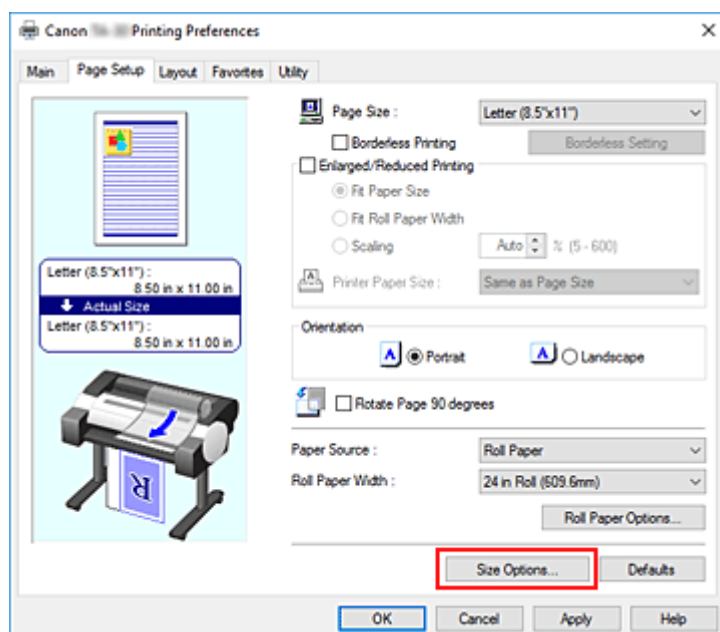 Canon Printing Preferences
Main Page Setup Layout Favorites Utility
Page Size : Letter (8.5"x11")
Borderless Printing Borderless Setting
Enlarged/Reduced Printing
Fit Paper Size
Fit Roll Paper Width
Scaling Auto % (5 - 600)
Printer Paper Size : Same as Page Size
Letter (8.5"x11") :
8.50 in x 11.00 in
Actual Size
Letter (8.5"x11") :
8.50 in x 11.00 in
Orientation
A Portrait A Landscape
Rotate Page 90 degrees
Paper Source : Roll Paper
Roll Paper Width : 24 in Roll (609.6mm)
Roll Paper Options...
R
Size Options... Defaults
OK Cancel Apply Help